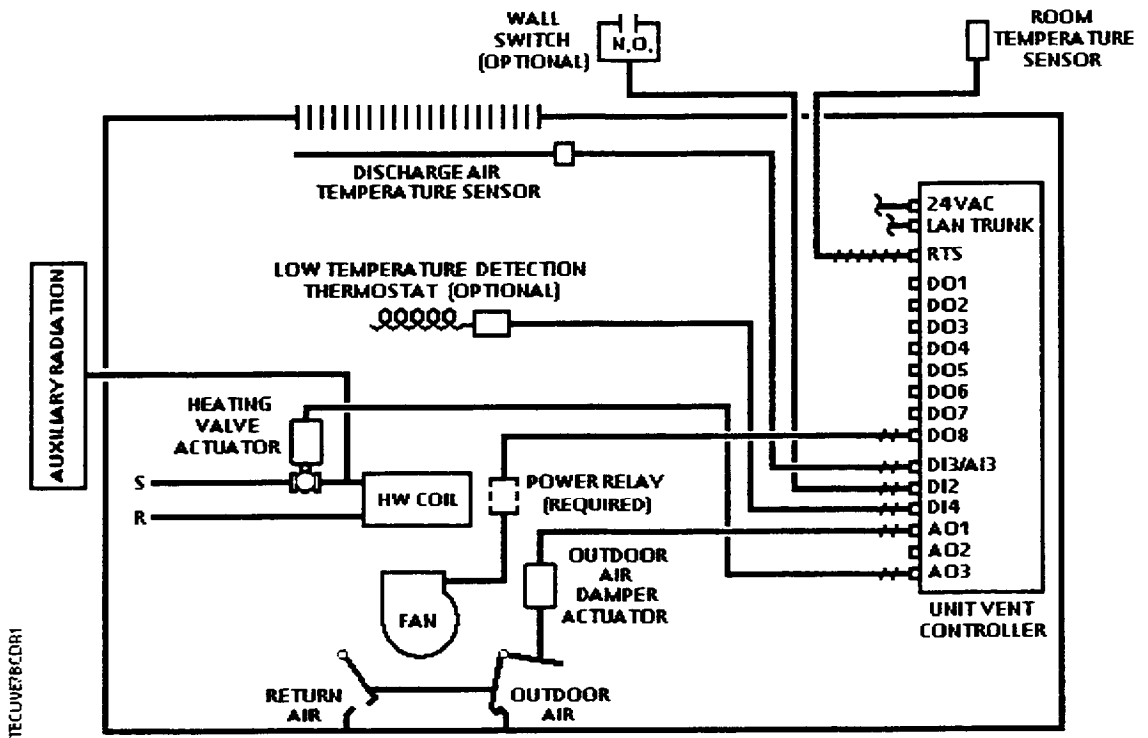 WALL
SWITCH
(OPTIONAL)
N.O.
ROOM
TEMPERATURE
SENSOR
DISCHARGE AIR
TEMPERATURE SENSOR
24 VAC
LAN TRUNK
RTS
DO1
DO2
DO3
DO4
DO5
DO6
DO7
DO8
DI3/AI3
DI2
DI4
AO1
AO2
AO3
UNIT VENT
CONTROLLER
LOW TEMPERATURE DETECTION
THERMOSTAT (OPTIONAL)
AUXILIARY RADIATION
HEATING
VALVE
ACTUATOR
S
R
HW COIL
POWER RELAY
(REQUIRED)
OUTDOOR
AIR
DAMPER
ACTUATOR
FAN
RETURN
AIR
OUTDOOR
AIR